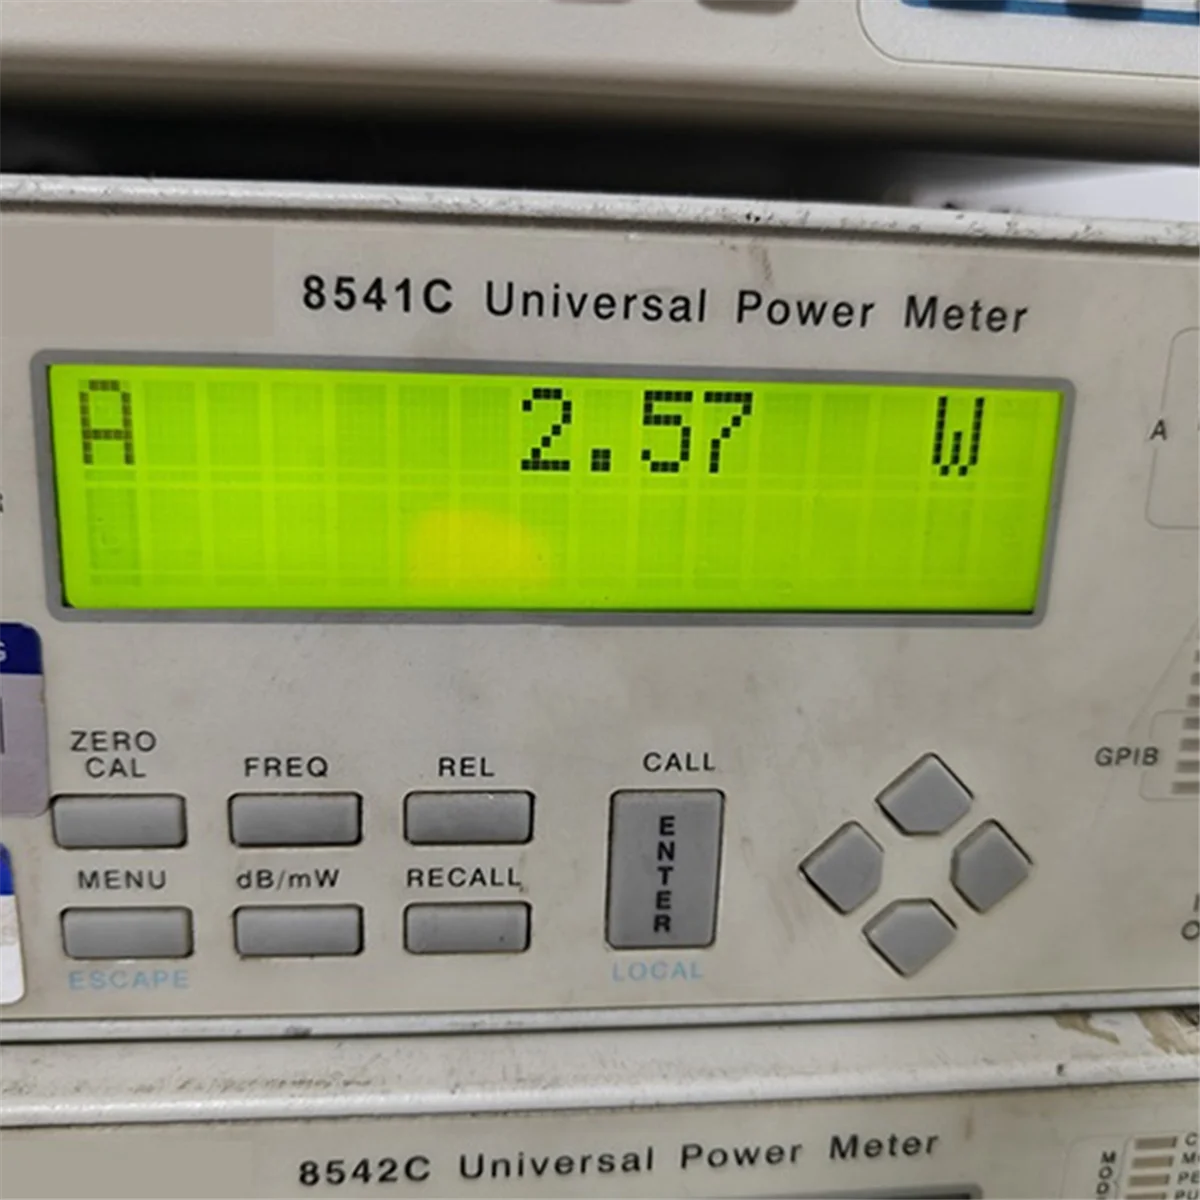 8541C Universal Power Meter
A 2.57 W
A
ZERO
CAL
FREQ
REL
CALL
GPIB
ENTER
MENU
dB/mW
RECALL
ESCAPE
LOCAL
8542C Universal Power Meter